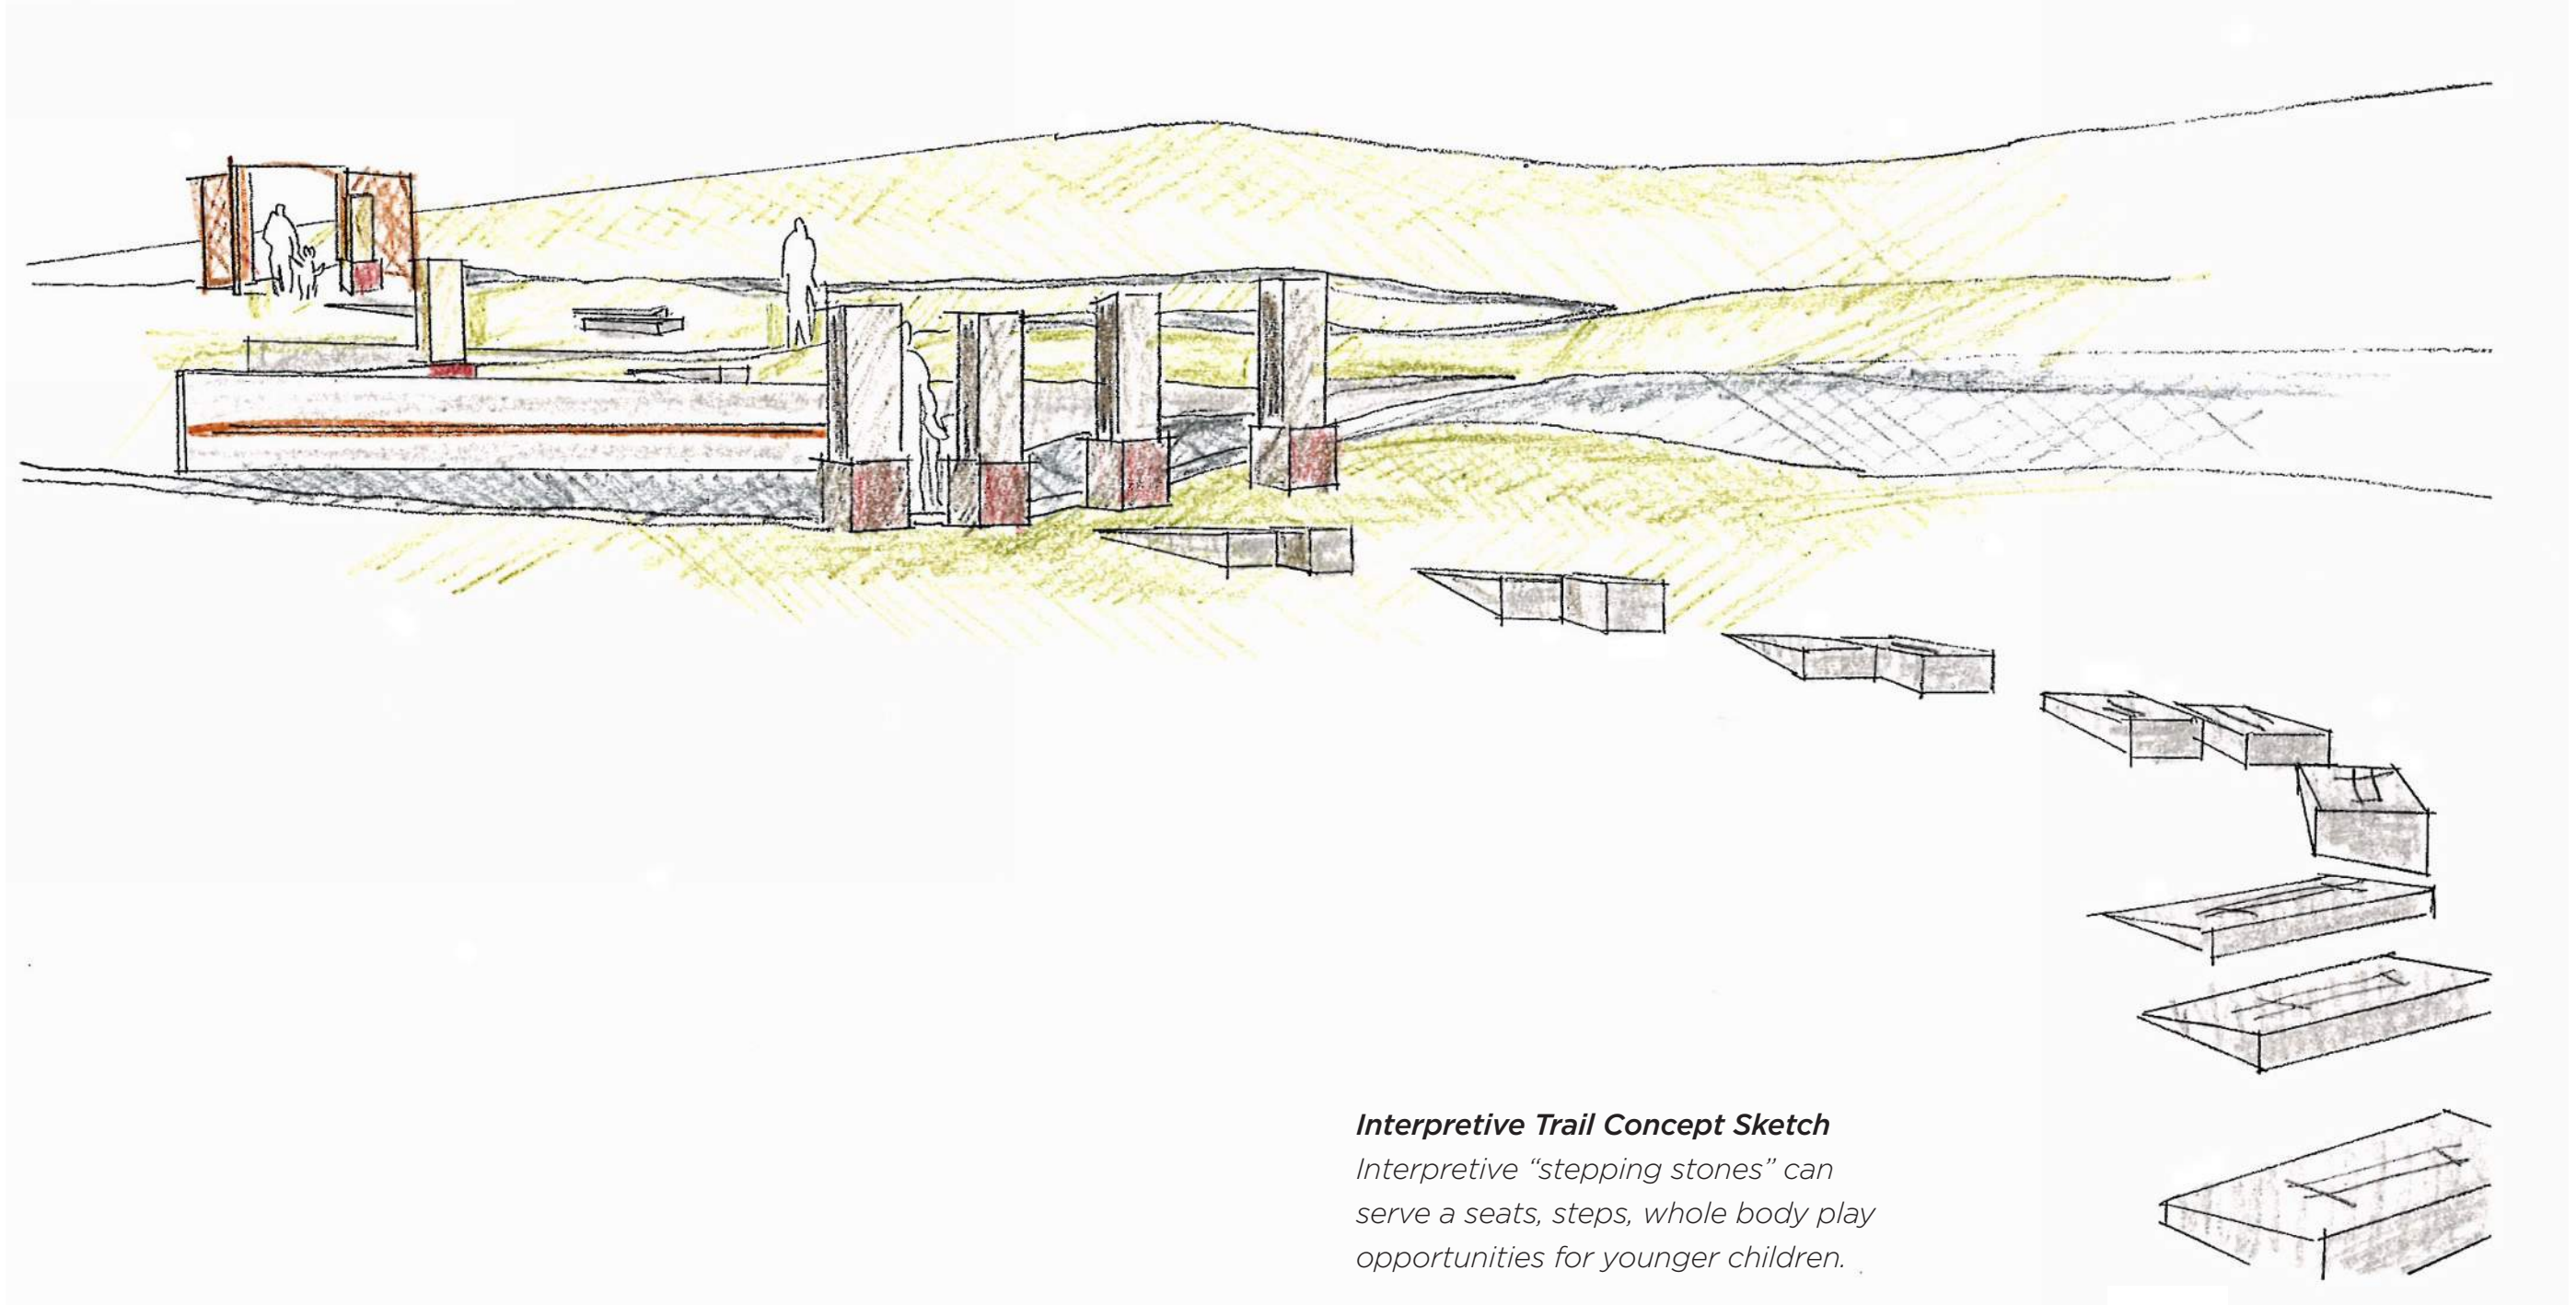 Interpretive Trail Concept Sketch
Interpretive “stepping stones” can
serve a seats, steps, whole body play
opportunities for younger children.